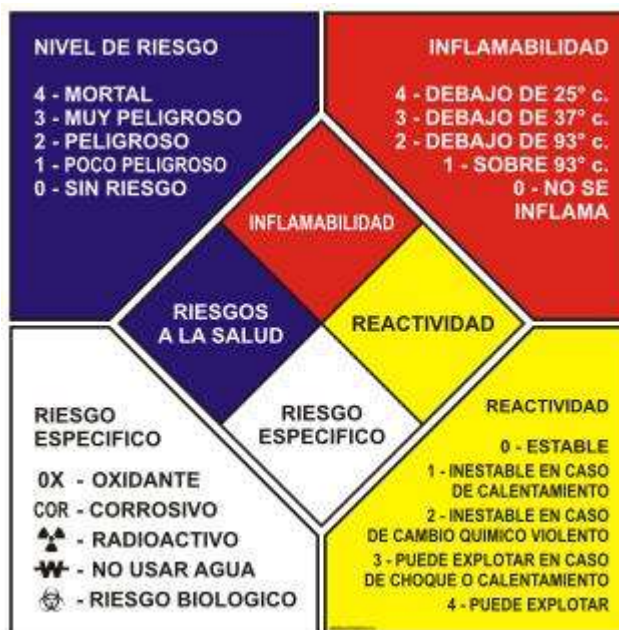 NIVEL DE RIESGO
4 - MORTAL
3 - MUY PELIGROSO
2 - PELIGROSO
1 - POCO PELIGROSO
0 - SIN RIESGO
INFLAMABILIDAD
4 - DEBAJO DE 25° c.
3 - DEBAJO DE 37° c.
2 - DEBAJO DE 93° c.
1 - SOBRE 93° c.
0 - NO SE
INFLAMA
INFLAMABILIDAD
RIESGOS
A LA SALUD
REACTIVIDAD
RIESGO
ESPECIFICO
RIESGO
ESPECIFICO
0X - OXIDANTE
COR - CORROSIVO
- RADIOACTIVO
W - NO USAR AGUA
- RIESGO BIOLOGICO
REACTIVIDAD
0 - ESTABLE
1 - INESTABLE EN CASO
DE CALENTAMIENTO
2 - INESTABLE EN CASO
DE CAMBIO QUIMICO VIOLENTO
3 - PUEDE EXPLOTAR EN CASO
DE CHOQUE O CALENTAMIENTO
4 - PUEDE EXPLOTAR